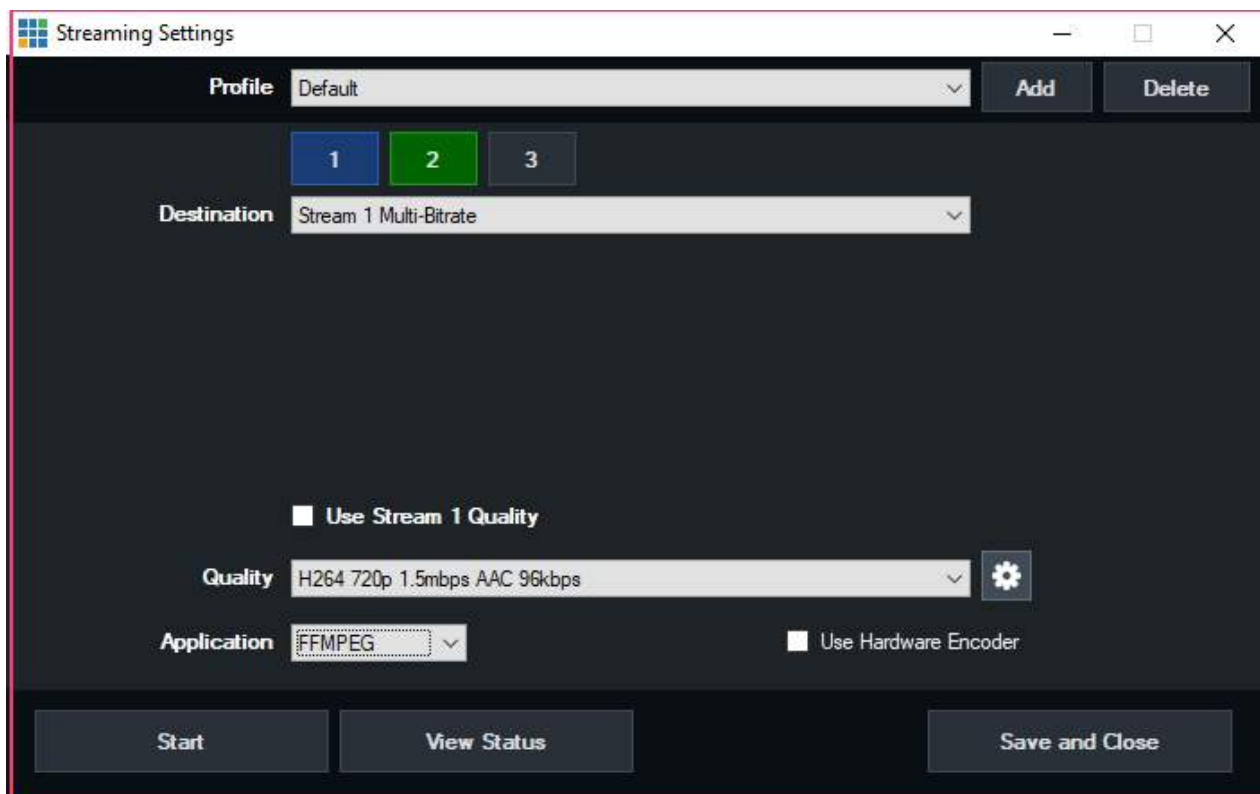 Streaming Settings
Profile Default Add Delete
1 2 3
Destination Stream 1 Multi-Bitrate
Use Stream 1 Quality
Quality H264 720p 1.5mbps AAC 96kbps
Application FFMPEG Use Hardware Encoder
Start View Status Save and Close